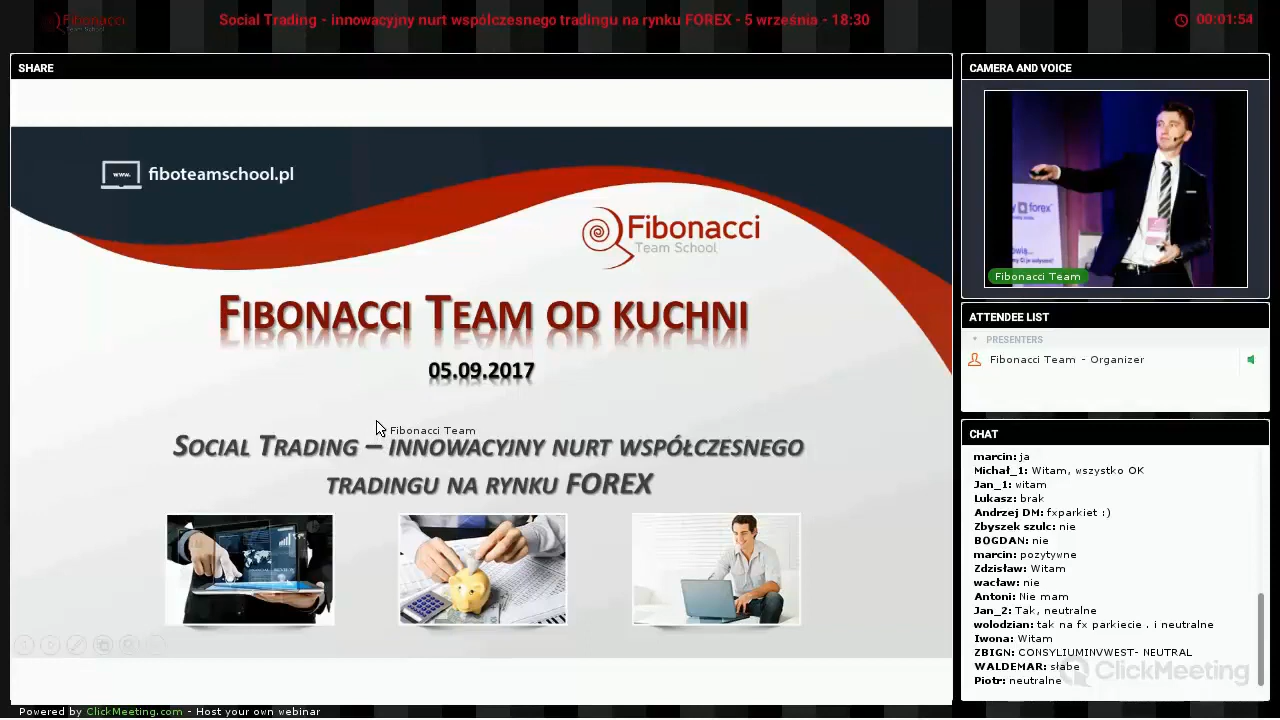 Fibonacci
Team School
Social Trading - innowacyjny nurt współczesnego tradingu na rynku FOREX - 5 września - 18:30
00:01:54
SHARE
www.
fiboteamschool.pl
Fibonacci
Team School
FIBONACCI TEAM OD KUCHNI
05.09.2017
Fibonacci Team
SOCIAL TRADING – INNOWACYJNY NURT WSPÓŁCZESNEGO
TRADINGU NA RYNKU FOREX
Powered by ClickMeeting.com - Host your own webinar
CAMERA AND VOICE
forex
Fibonacci Team
ATTENDEE LIST
PRESENTERS
Fibonacci Team - Organizer
CHAT
marcin: ja
Michał_1: Witam, wszystko OK
Jan_1: witam
Lukasz: brak
Andrzej DM: fxparkiet :)
Zbyszek szulc: nie
BOGDAN: nie
marcin: pozytywne
Zdzisław: Witam
wacław: nie
Antoni: Nie mam
Jan_2: Tak, neutralne
wolodzian: tak na fx parkiecie . i neutralne
Iwona: Witam
ZBIGN: CONSYLIUMINVWEST- NEUTRAL
WALDEMAR: słabe
Piotr: neutralne
ClickMeeting